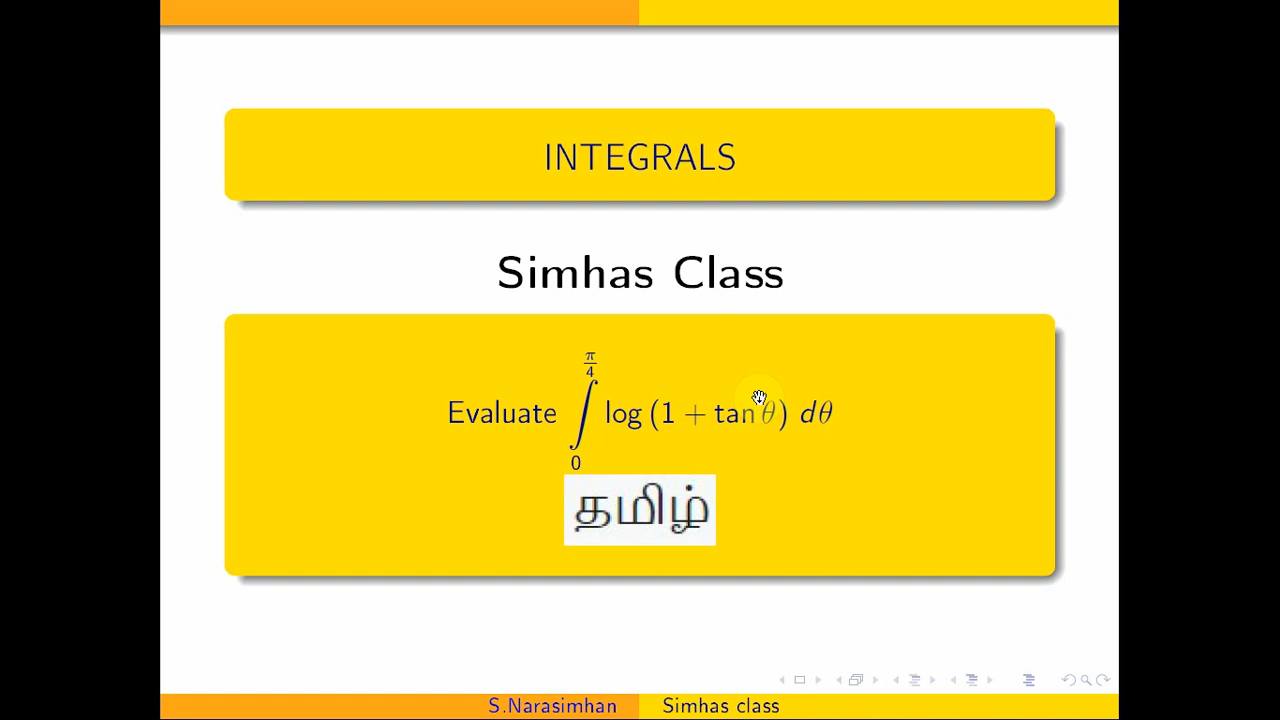 INTEGRALS
Simhas Class
Evaluate ∫₀^{π/4} log (1 + tan θ) dθ
தமிழ்
S.Narasimhan Simhas class